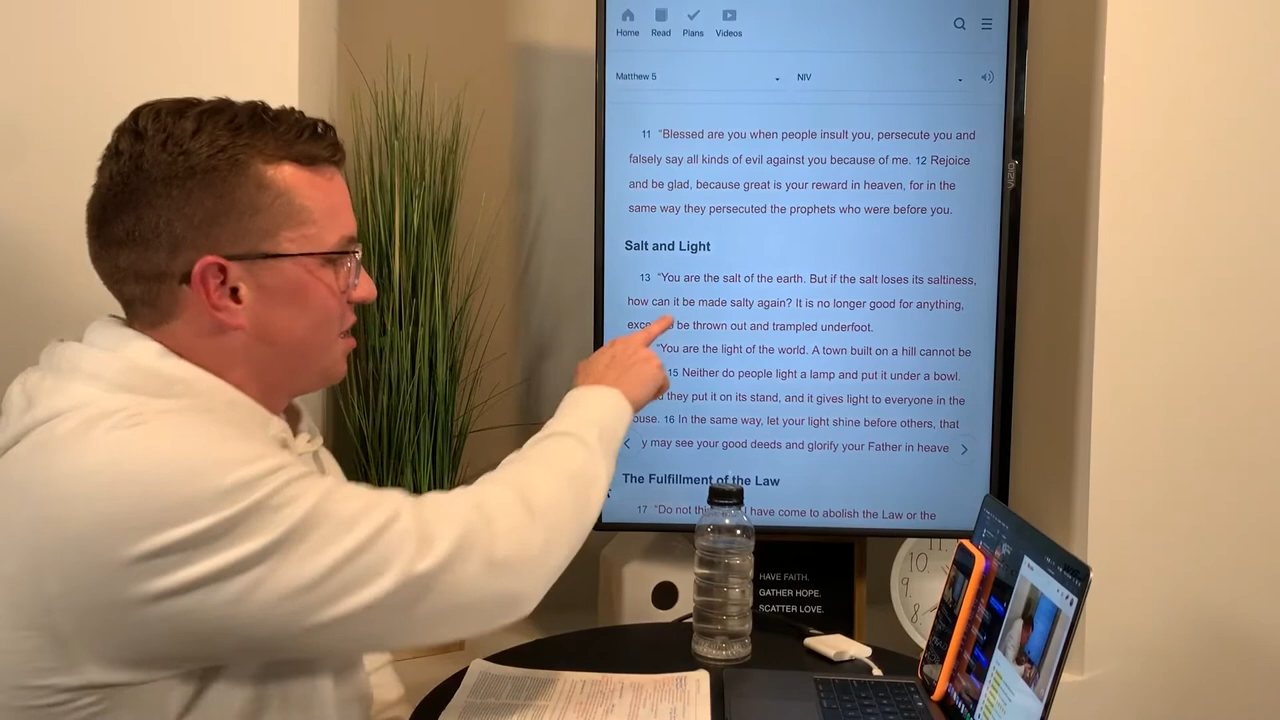 Home Read Plans Videos
Matthew 5 NIV
11 "Blessed are you when people insult you, persecute you and
falsely say all kinds of evil against you because of me. 12 Rejoice
and be glad, because great is your reward in heaven, for in the
same way they persecuted the prophets who were before you.
Salt and Light
13 "You are the salt of the earth. But if the salt loses its saltiness,
how can it be made salty again? It is no longer good for anything,
be thrown out and trampled underfoot.
"You are the light of the world. A town built on a hill cannot be
15 Neither do people light a lamp and put it under a bowl.
they put it on its stand, and it gives light to everyone in the
ouse. 16 In the same way, let your light shine before others, that
y may see your good deeds and glorify your Father in heave
The Fulfillment of the Law
17 "Do not have come to abolish the Law or the
VIZIO
HAVE FAITH.
GATHER HOPE.
SCATTER LOVE.
11.
10.
9.
8.